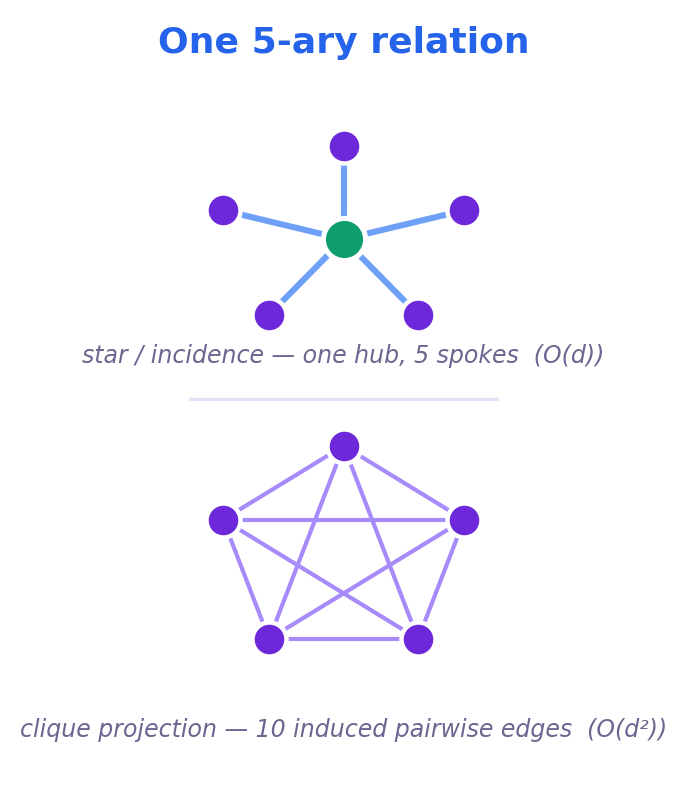 One 5-ary relation
star / incidence — one hub, 5 spokes  (O(d))
clique projection — 10 induced pairwise edges  (O(d²))